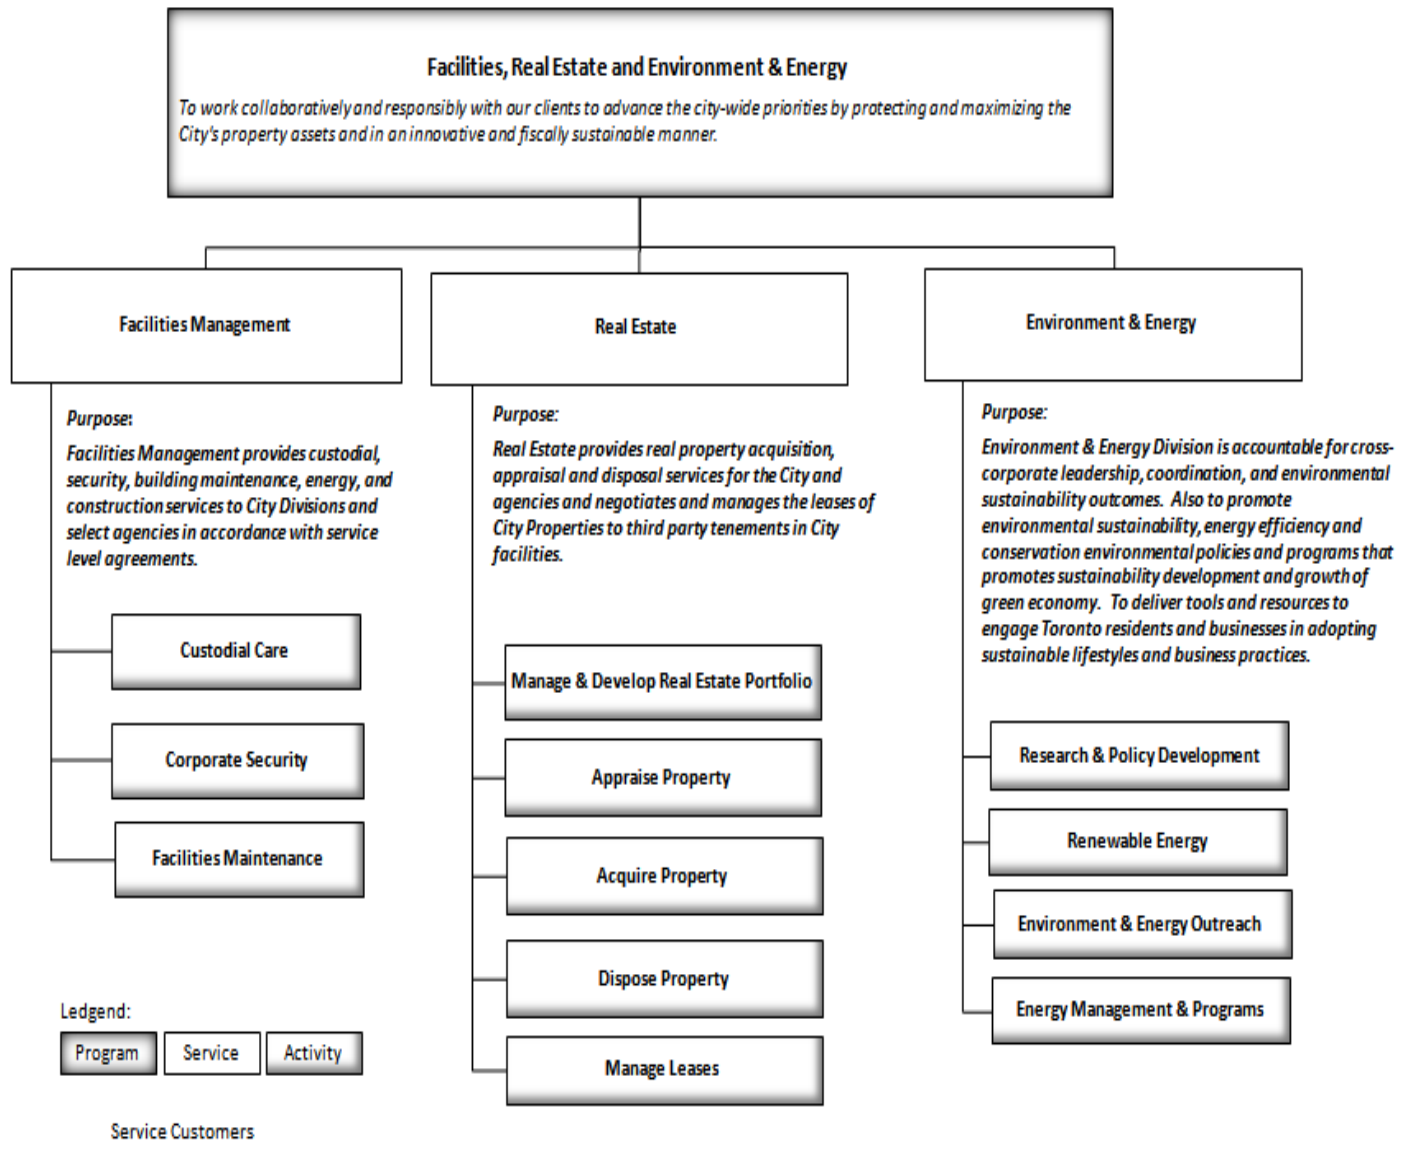 Facilities, Real Estate and Environment & Energy
To work collaboratively and responsibly with our clients to advance the city-wide priorities by protecting and maximizing the
City's property assets and in an innovative and fiscally sustainable manner.
Facilities Management
Purpose:
Facilities Management provides custodial,
security, building maintenance, energy, and
construction services to City Divisions and
select agencies in accordance with service
level agreements.
Custodial Care
Corporate Security
Facilities Maintenance
Real Estate
Purpose:
Real Estate provides real property acquisition,
appraisal and disposal services for the City and
agencies and negotiates and manages the leases of
City Properties to third party tenements in City
facilities.
Manage & Develop Real Estate Portfolio
Appraise Property
Acquire Property
Dispose Property
Manage Leases
Environment & Energy
Purpose:
Environment & Energy Division is accountable for cross-
corporate leadership, coordination, and environmental
sustainability outcomes. Also to promote
environmental sustainability, energy efficiency and
conservation environmental policies and programs that
promotes sustainability development and growth of
green economy. To deliver tools and resources to
engage Toronto residents and businesses in adopting
sustainable lifestyles and business practices.
Research & Policy Development
Renewable Energy
Environment & Energy Outreach
Energy Management & Programs
Ledgend:
Program
Service
Activity
Service Customers